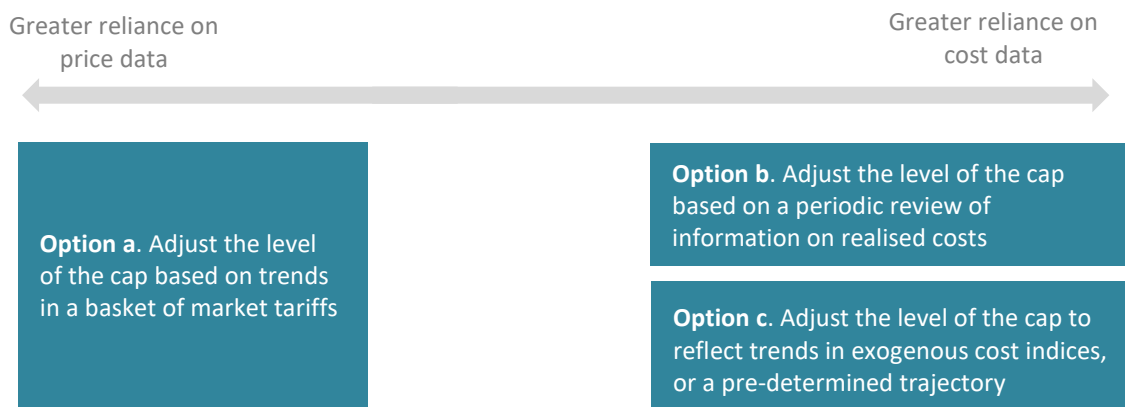 Greater reliance on
price data
Greater reliance on
cost data
Option a. Adjust the level
of the cap based on trends
in a basket of market tariffs
Option b. Adjust the level of the cap
based on a periodic review of
information on realised costs
Option c. Adjust the level of the cap to
reflect trends in exogenous cost indices,
or a pre-determined trajectory